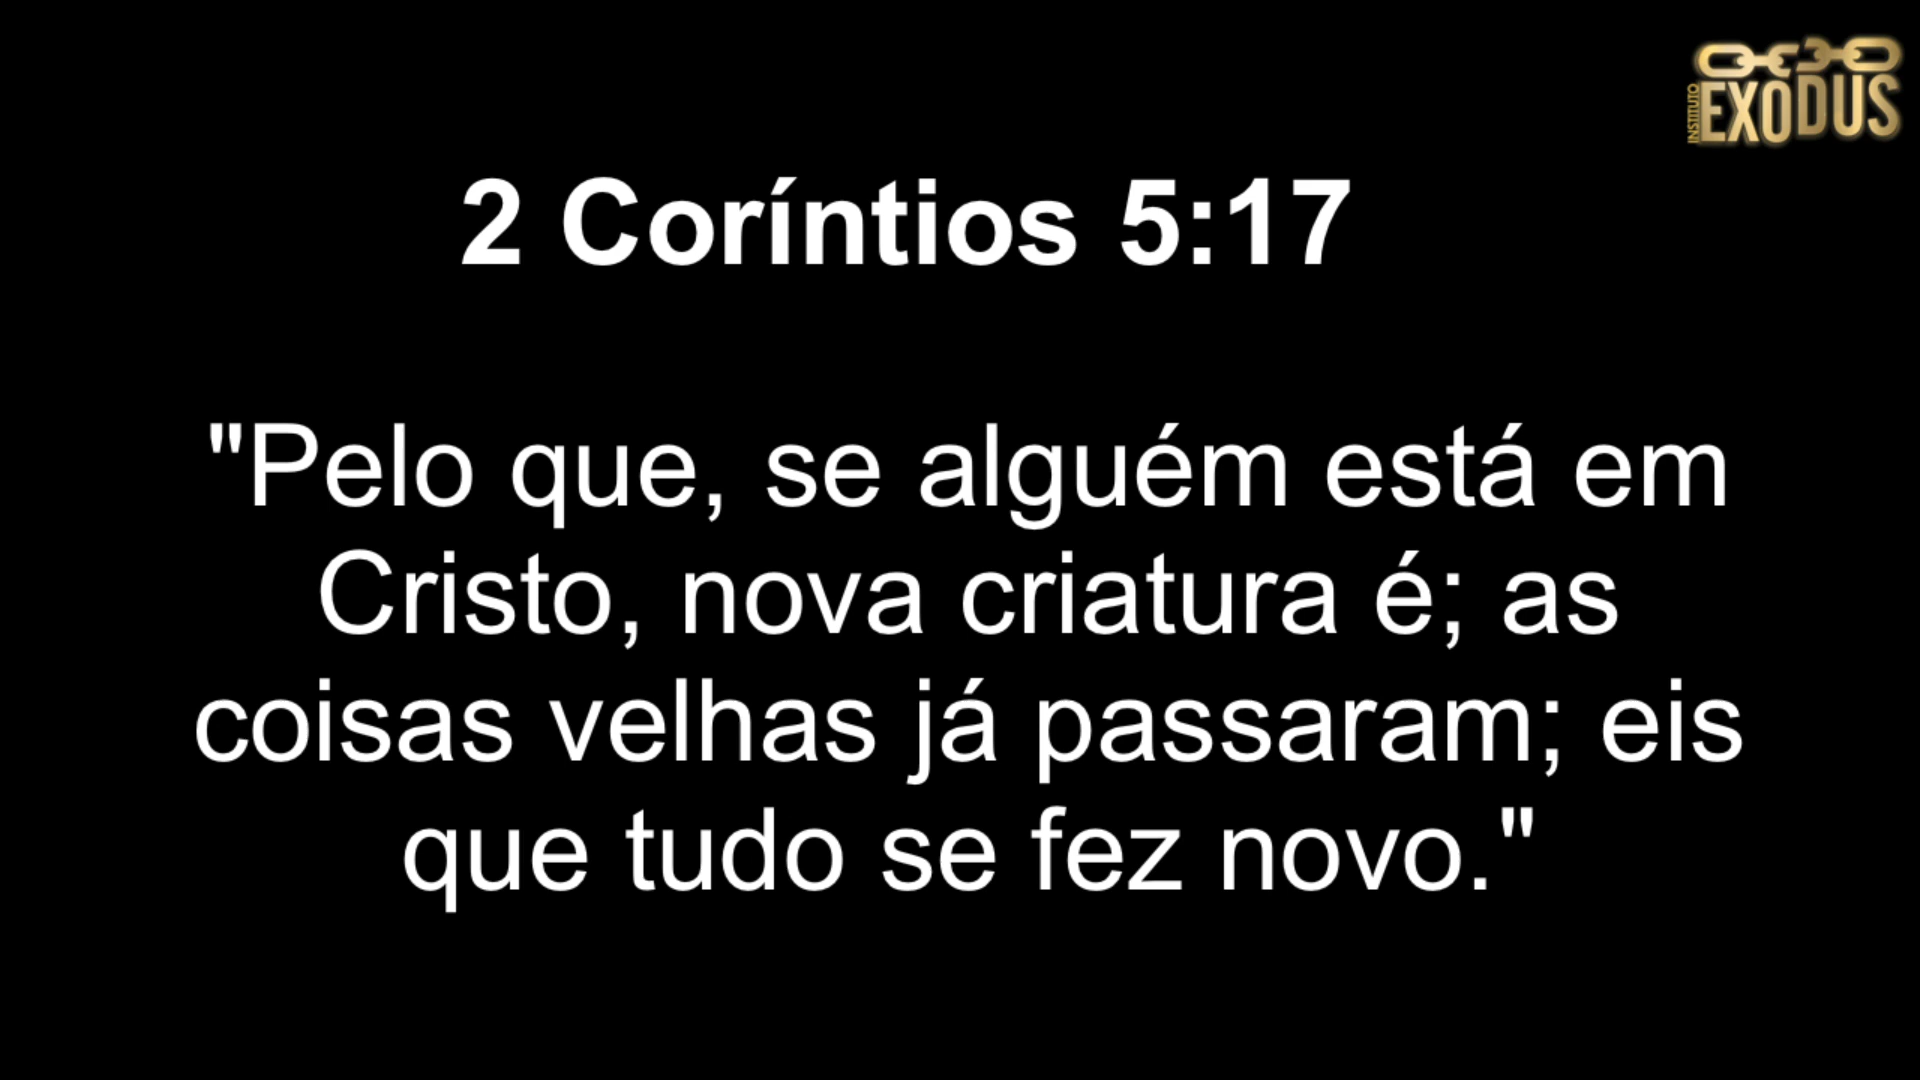 INSTITUTO
EXODUS
2 Coríntios 5:17
"Pelo que, se alguém está em
Cristo, nova criatura é; as
coisas velhas já passaram; eis
que tudo se fez novo."